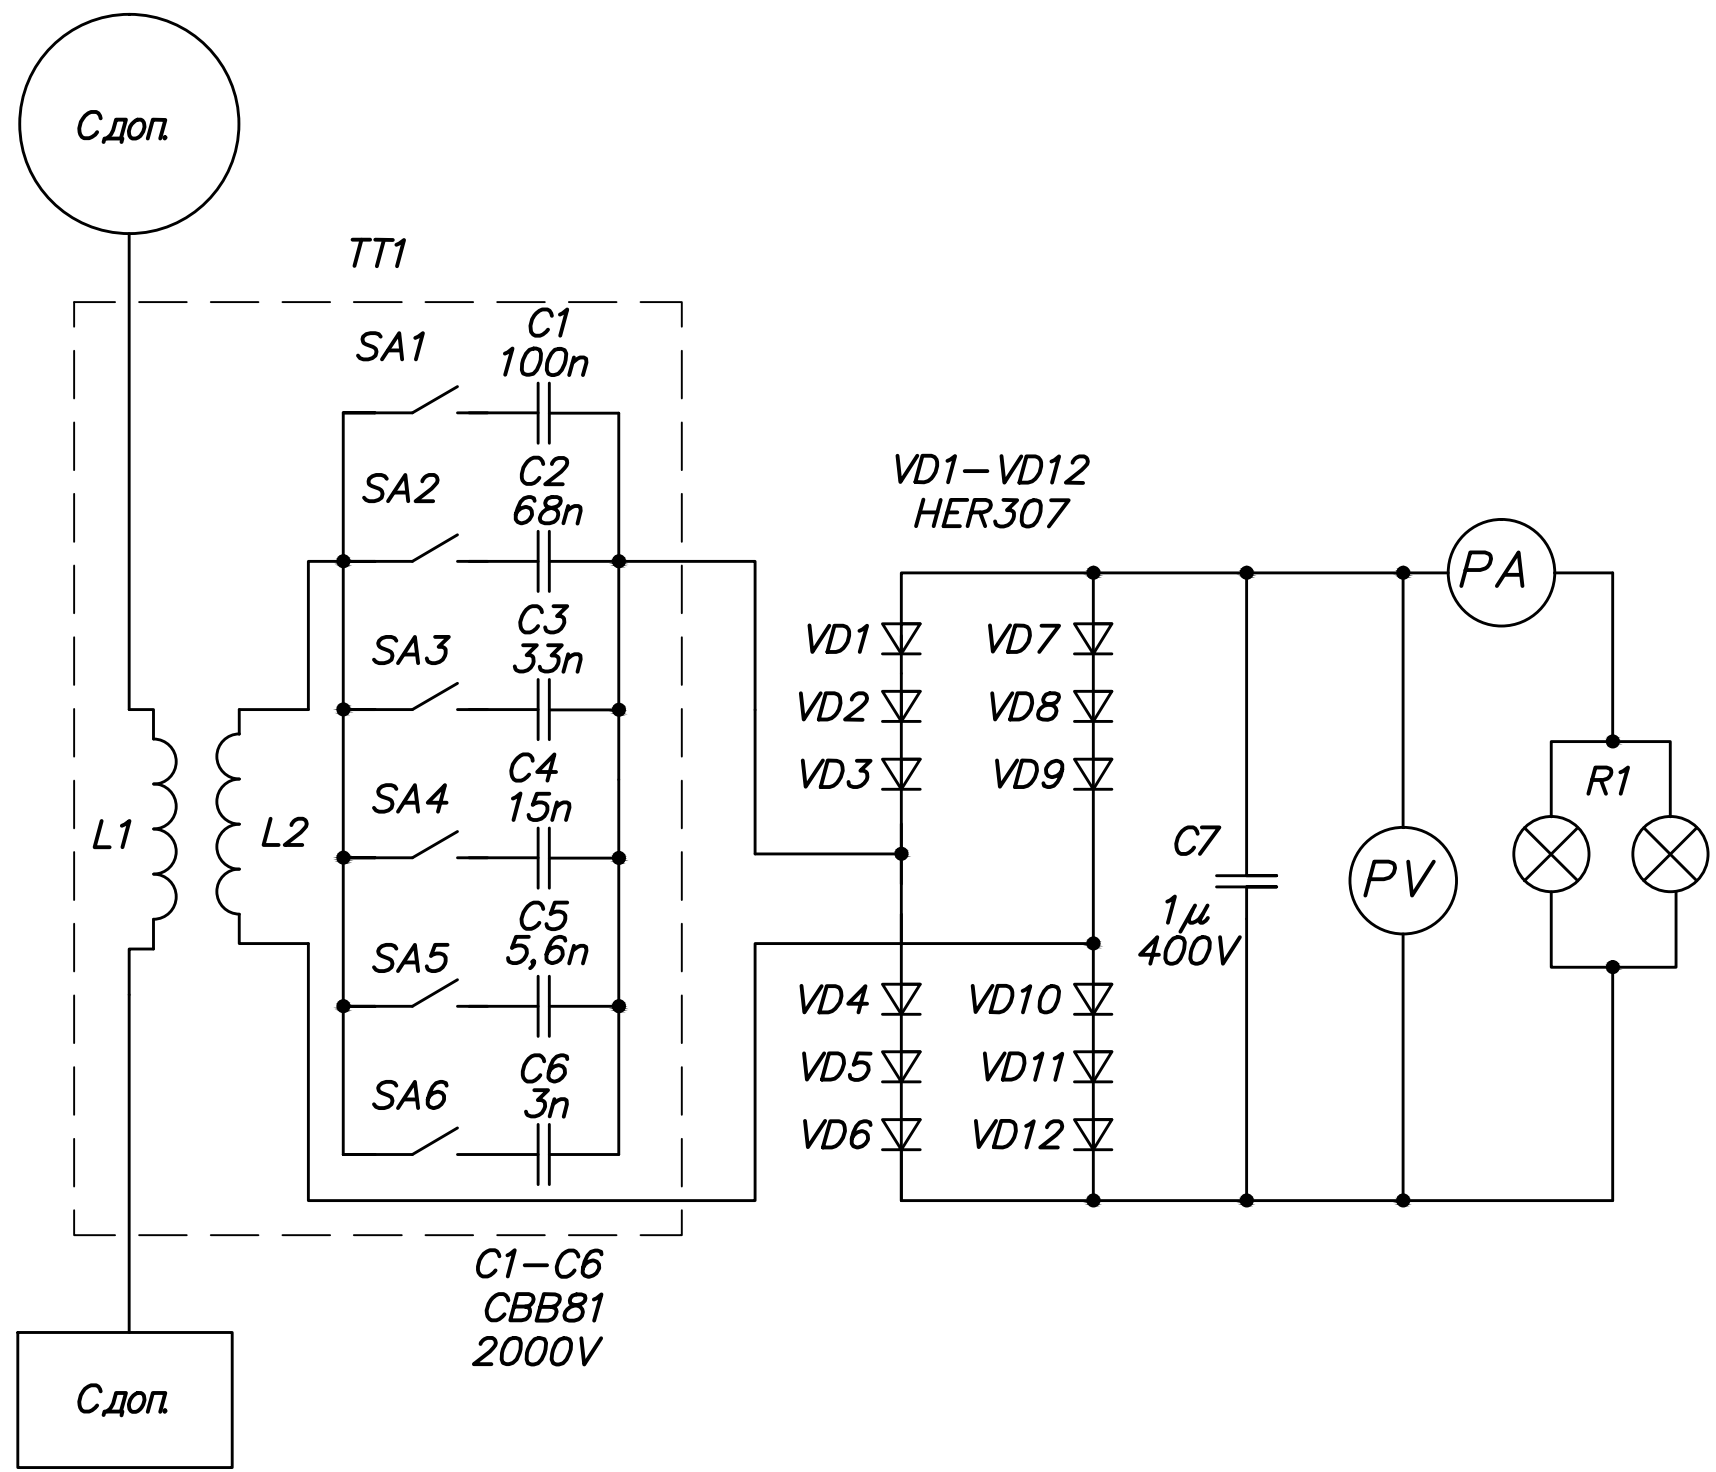 Сдоп.
TT1
SA1
C1
100n
SA2
C2
68n
SA3
C3
33n
SA4
C4
15n
SA5
C5
5,6n
SA6
C6
3n
L1
L2
C1-C6
CBB81
2000V
VD1-VD12
HER307
VD1
VD7
VD2
VD8
VD3
VD9
VD4
VD10
VD5
VD11
VD6
VD12
C7
1µ
400V
PA
PV
R1
Сдоп.